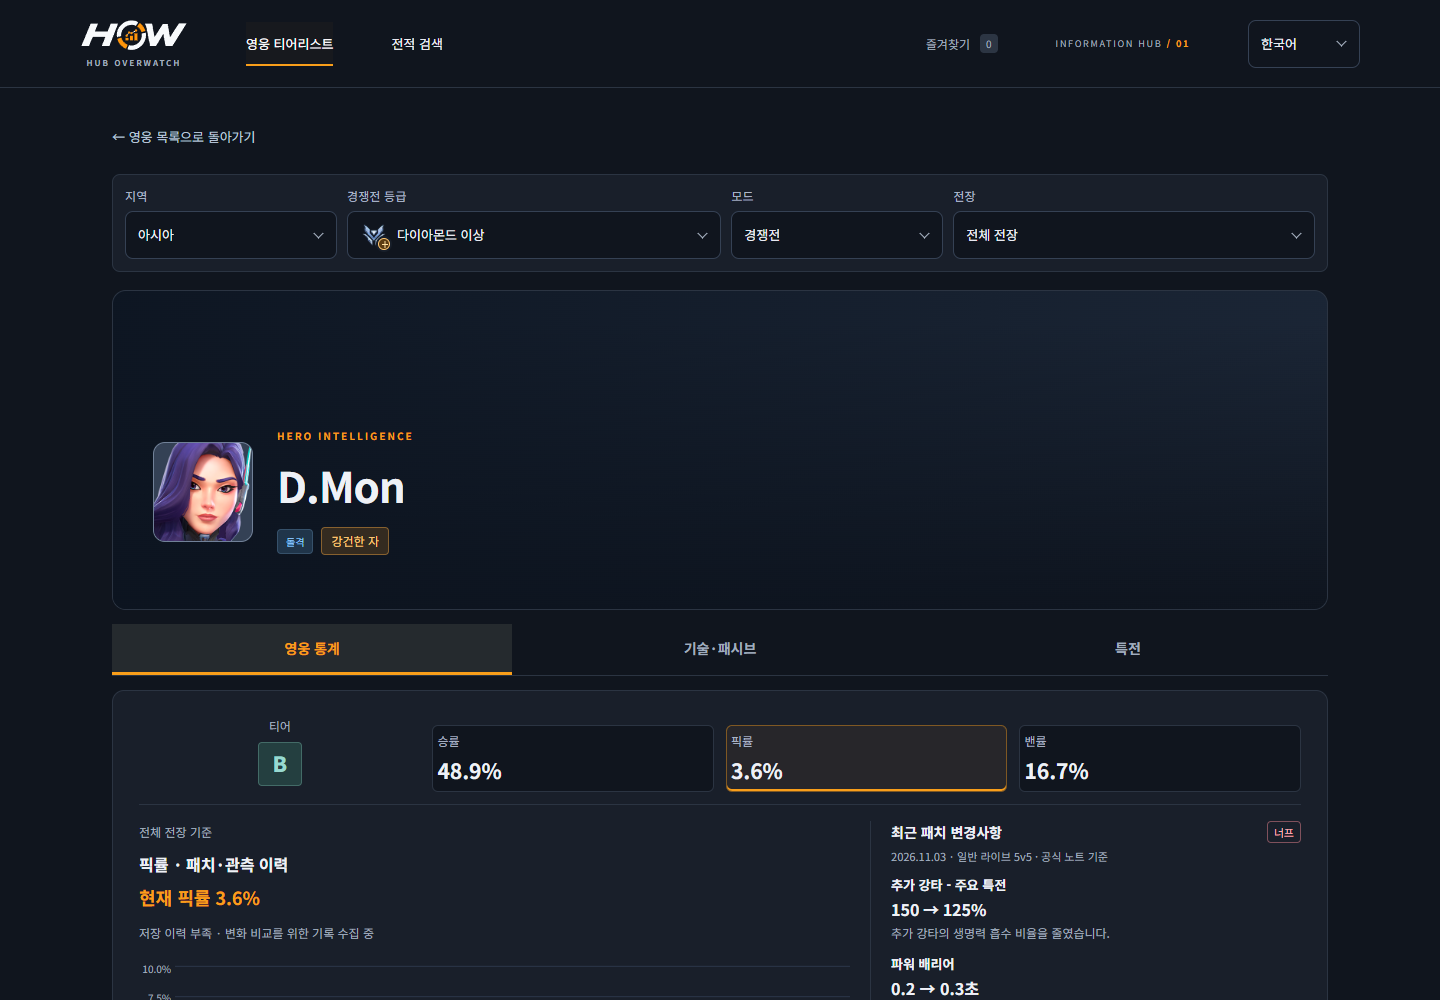 HOW
HUB OVERWATCH
영웅 티어리스트
전적 검색
즐겨찾기 0
INFORMATION HUB / 01
한국어
← 영웅 목록으로 돌아가기
지역
경쟁전 등급
모드
전장
아시아
다이아몬드 이상
경쟁전
전체 전장
HERO INTELLIGENCE
D.Mon
돌격
강건한 자
영웅 통계
기술·패시브
특전
티어
B
승률
48.9%
픽률
3.6%
밴률
16.7%
전체 전장 기준
픽률 · 패치·관측 이력
현재 픽률 3.6%
저장 이력 부족 · 변화 비교를 위한 기록 수집 중
10.0%
7.5%
최근 패치 변경사항
너프
2026.11.03 · 일반 라이브 5v5 · 공식 노트 기준
추가 강타 - 주요 특전
150 → 125%
추가 강타의 생명력 흡수 비율을 줄였습니다.
파워 배리어
0.2 → 0.3초